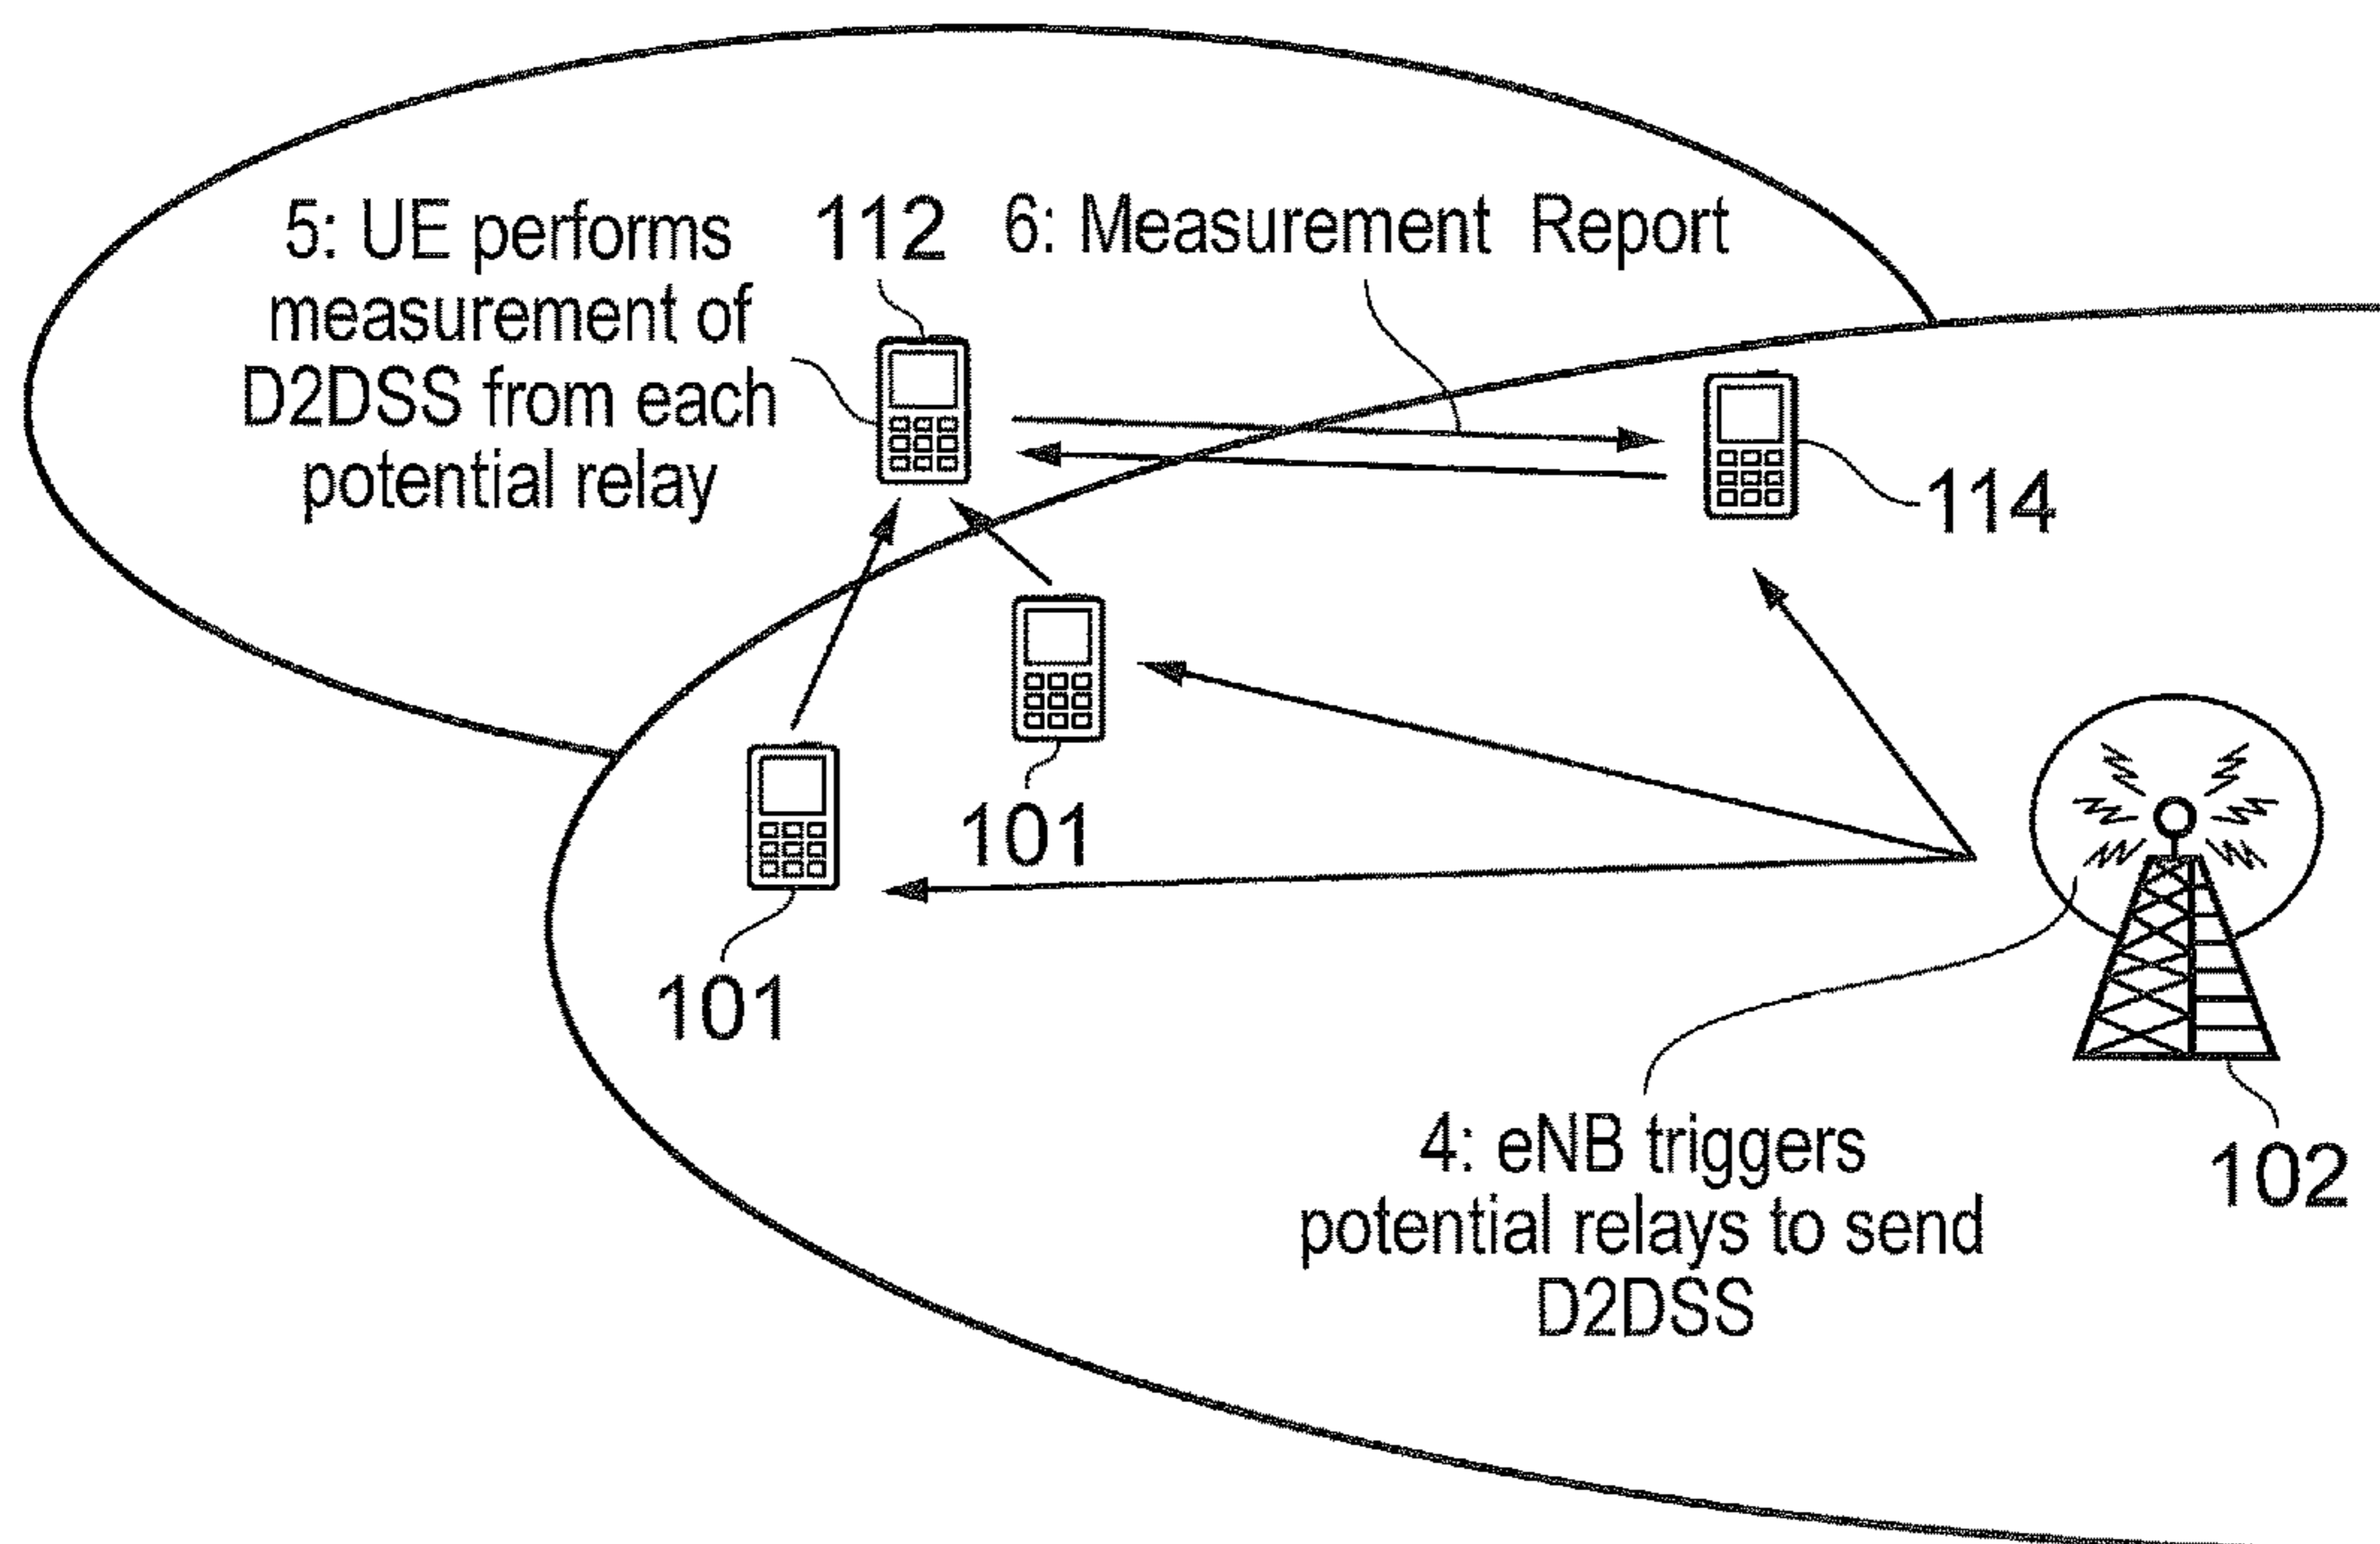 5: UE performs
measurement of
D2DSS from each
potential relay
112
6: Measurement Report
114
101
101
4: eNB triggers
potential relays to send
D2DSS
102